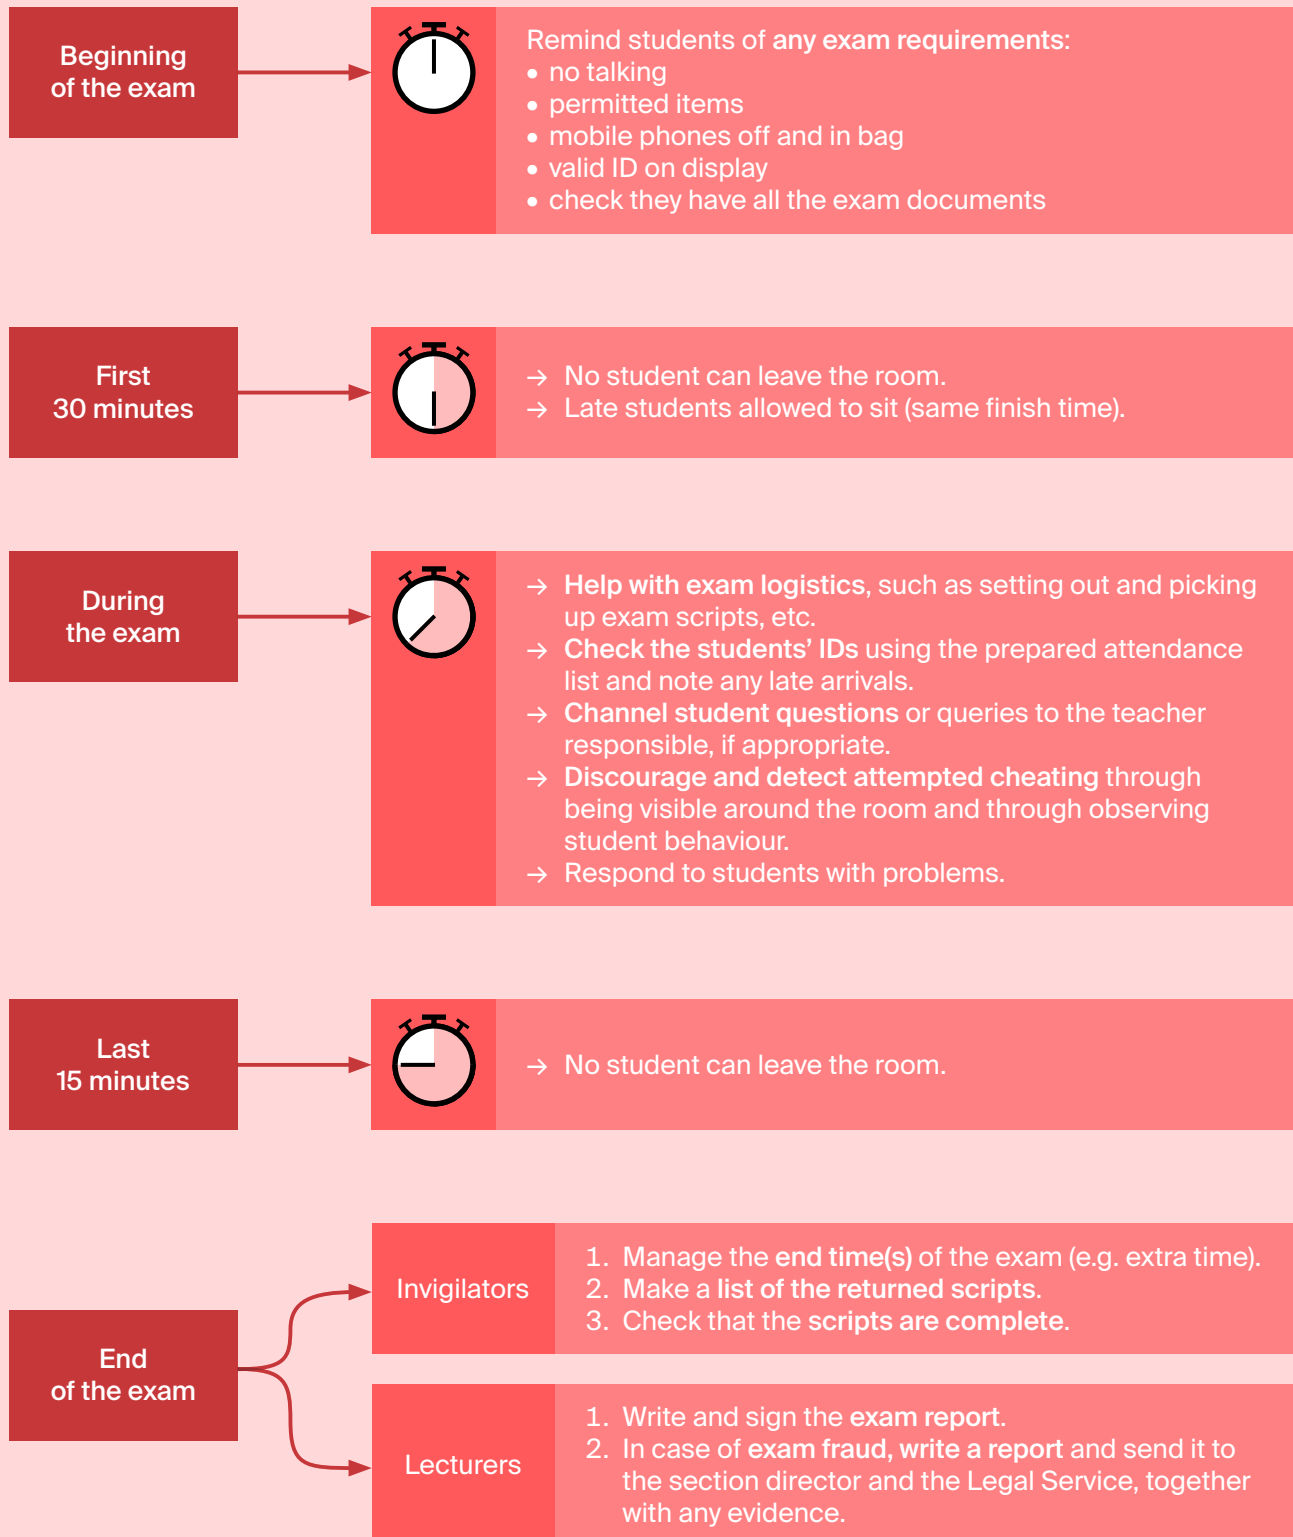 Beginning
of the exam
Remind students of any exam requirements:
• no talking
• permitted items
• mobile phones off and in bag
• valid ID on display
• check they have all the exam documents
First
30 minutes
→ No student can leave the room.
→ Late students allowed to sit (same finish time).
During
the exam
→ Help with exam logistics, such as setting out and picking
up exam scripts, etc.
→ Check the students’ IDs using the prepared attendance
list and note any late arrivals.
→ Channel student questions or queries to the teacher
responsible, if appropriate.
→ Discourage and detect attempted cheating through
being visible around the room and through observing
student behaviour.
→ Respond to students with problems.
Last
15 minutes
→ No student can leave the room.
End
of the exam
Invigilators
1. Manage the end time(s) of the exam (e.g. extra time).
2. Make a list of the returned scripts.
3. Check that the scripts are complete.
Lecturers
1. Write and sign the exam report.
2. In case of exam fraud, write a report and send it to
the section director and the Legal Service, together
with any evidence.